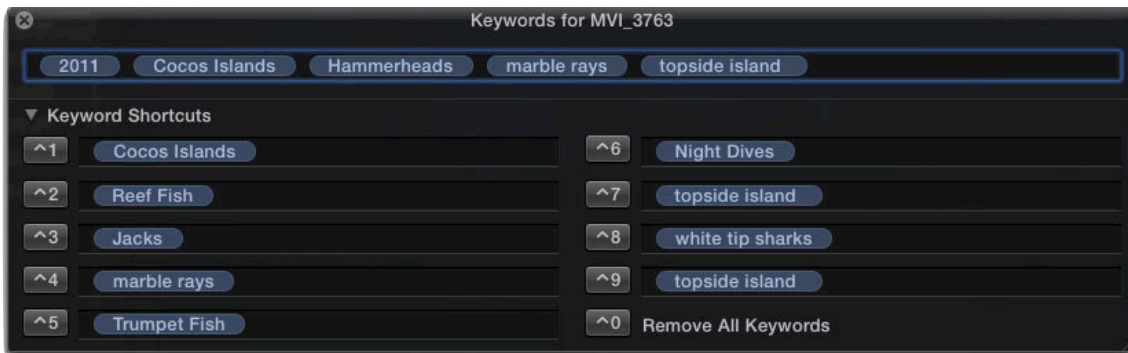 Keywords for MVI_3763
2011 Cocos Islands Hammerheads marble rays topside island
Keyword Shortcuts
^1 Cocos Islands
^2 Reef Fish
^3 Jacks
^4 marble rays
^5 Trumpet Fish
^6 Night Dives
^7 topside island
^8 white tip sharks
^9 topside island
^0 Remove All Keywords